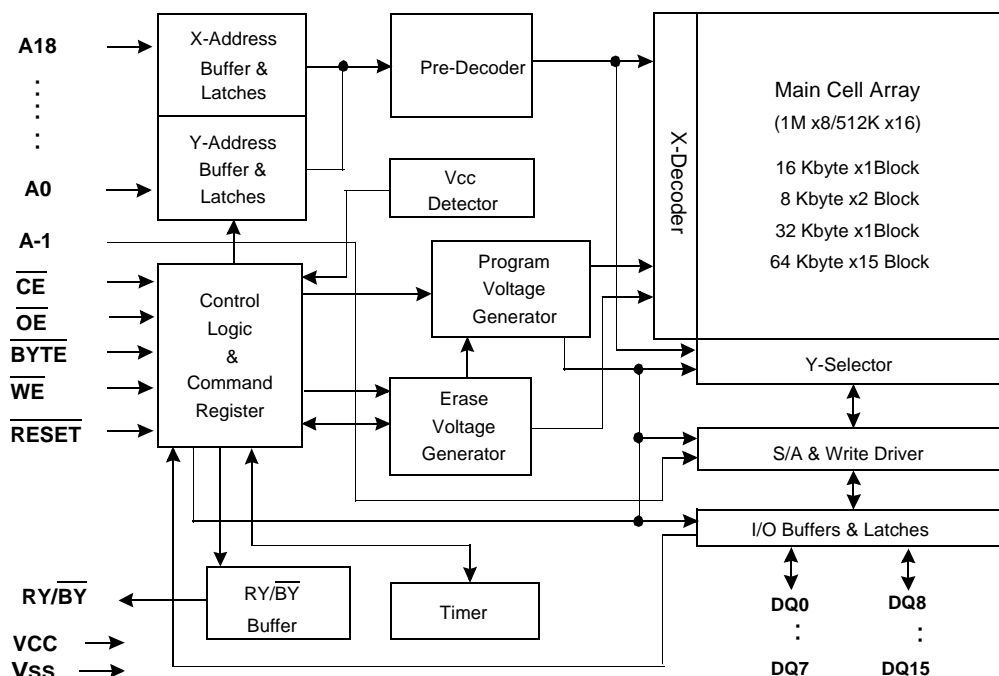 A18
A0
A-1
CE
OE
BYTE
WE
RESET
RY/BY
VCC
VSS
X-Address
Buffer &
Latches
Y-Address
Buffer &
Latches
Control
Logic
&
Command
Register
RY/BY
Buffer
Pre-Decoder
Vcc
Detector
Program
Voltage
Generator
Erase
Voltage
Generator
Timer
X-Decoder
Main Cell Array
(1M x8/512K x16)
16 Kbyte x1Block
8 Kbyte x2 Block
32 Kbyte x1Block
64 Kbyte x15 Block
Y-Selector
S/A & Write Driver
I/O Buffers & Latches
DQ0
DQ7
DQ8
DQ15